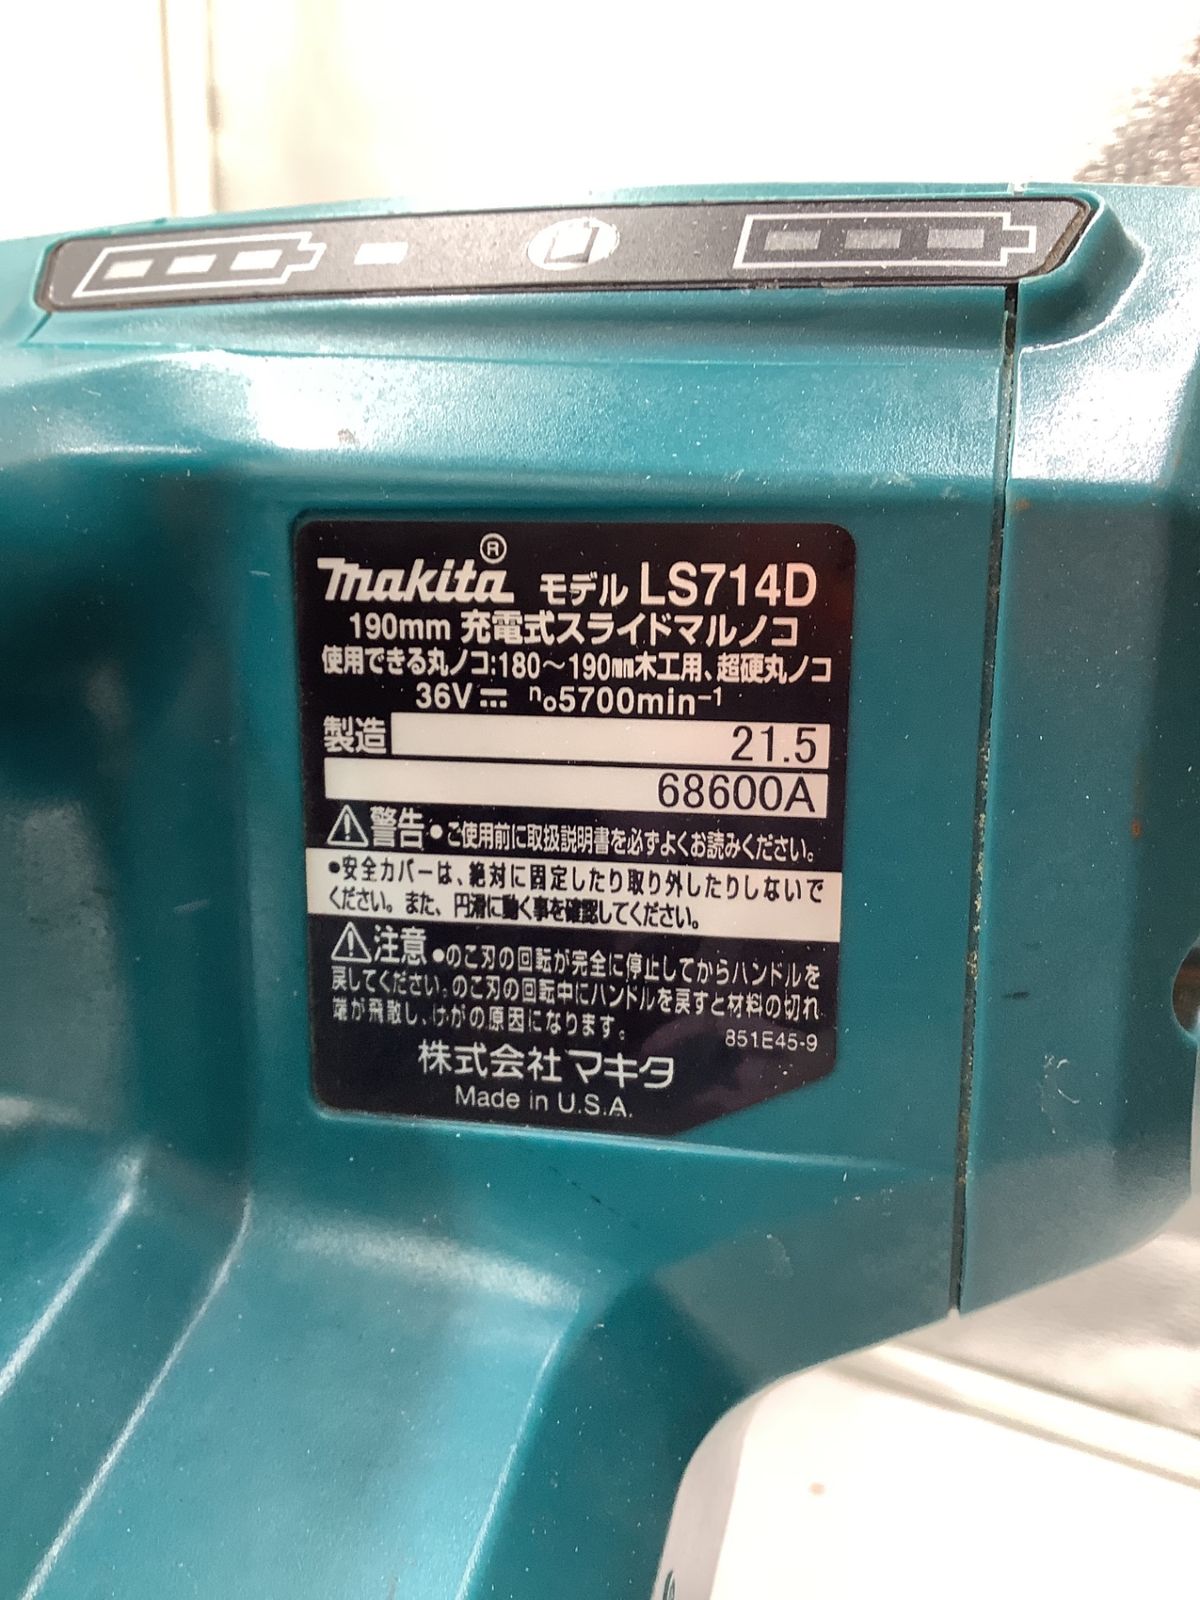 makita® モデル LS714D
190mm 充電式スライドマルノコ
使用できる丸ノコ:180～190mm木工用、超硬丸ノコ
36V⎓ n₀5700min⁻¹
製造 21.5
68600A
⚠警告 ●ご使用前に取扱説明書を必ずよくお読みください。
●安全カバーは、絶対に固定したり取り外したりしないで
ください。また、円滑に動く事を確認してください。
⚠注意 ●のこ刃の回転が完全に停止してからハンドルを
戻してください。のこ刃の回転中にハンドルを戻すと材料の切れ
端が飛散し、けがの原因になります。
851E45-9
株式会社マキタ
Made in U.S.A.